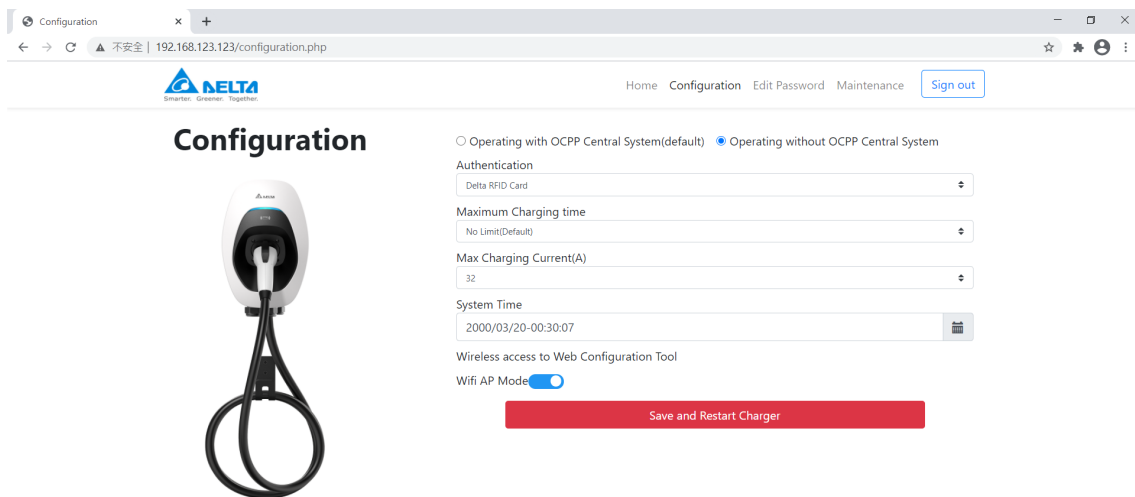 Configuration
不安全 | 192.168.123.123/configuration.php
DELTA
Smarter. Greener. Together.
Home Configuration Edit Password Maintenance Sign out
Configuration
Operating with OCPP Central System(default) Operating without OCPP Central System
Authentication
Delta RFID Card
Maximum Charging time
No Limit(Default)
Max Charging Current(A)
32
System Time
2000/03/20-00:30:07
Wireless access to Web Configuration Tool
Wifi AP Mode
Save and Restart Charger